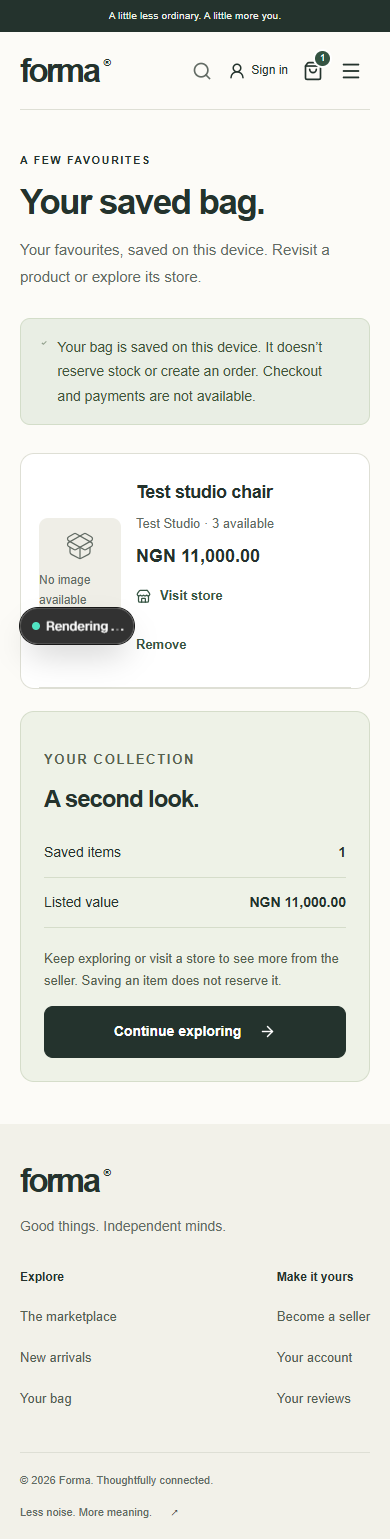 A little less ordinary. A little more you.
forma®
Sign in
1
A FEW FAVOURITES
Your saved bag.
Your favourites, saved on this device. Revisit a
product or explore its store.
Your bag is saved on this device. It doesn’t
reserve stock or create an order. Checkout
and payments are not available.
Test studio chair
Test Studio · 3 available
NGN 11,000.00
No image
available
Visit store
Rendering...
Remove
YOUR COLLECTION
A second look.
Saved items 1
Listed value NGN 11,000.00
Keep exploring or visit a store to see more from the
seller. Saving an item does not reserve it.
Continue exploring →
forma®
Good things. Independent minds.
Explore Make it yours
The marketplace Become a seller
New arrivals Your account
Your bag Your reviews
© 2026 Forma. Thoughtfully connected.
Less noise. More meaning. ↗